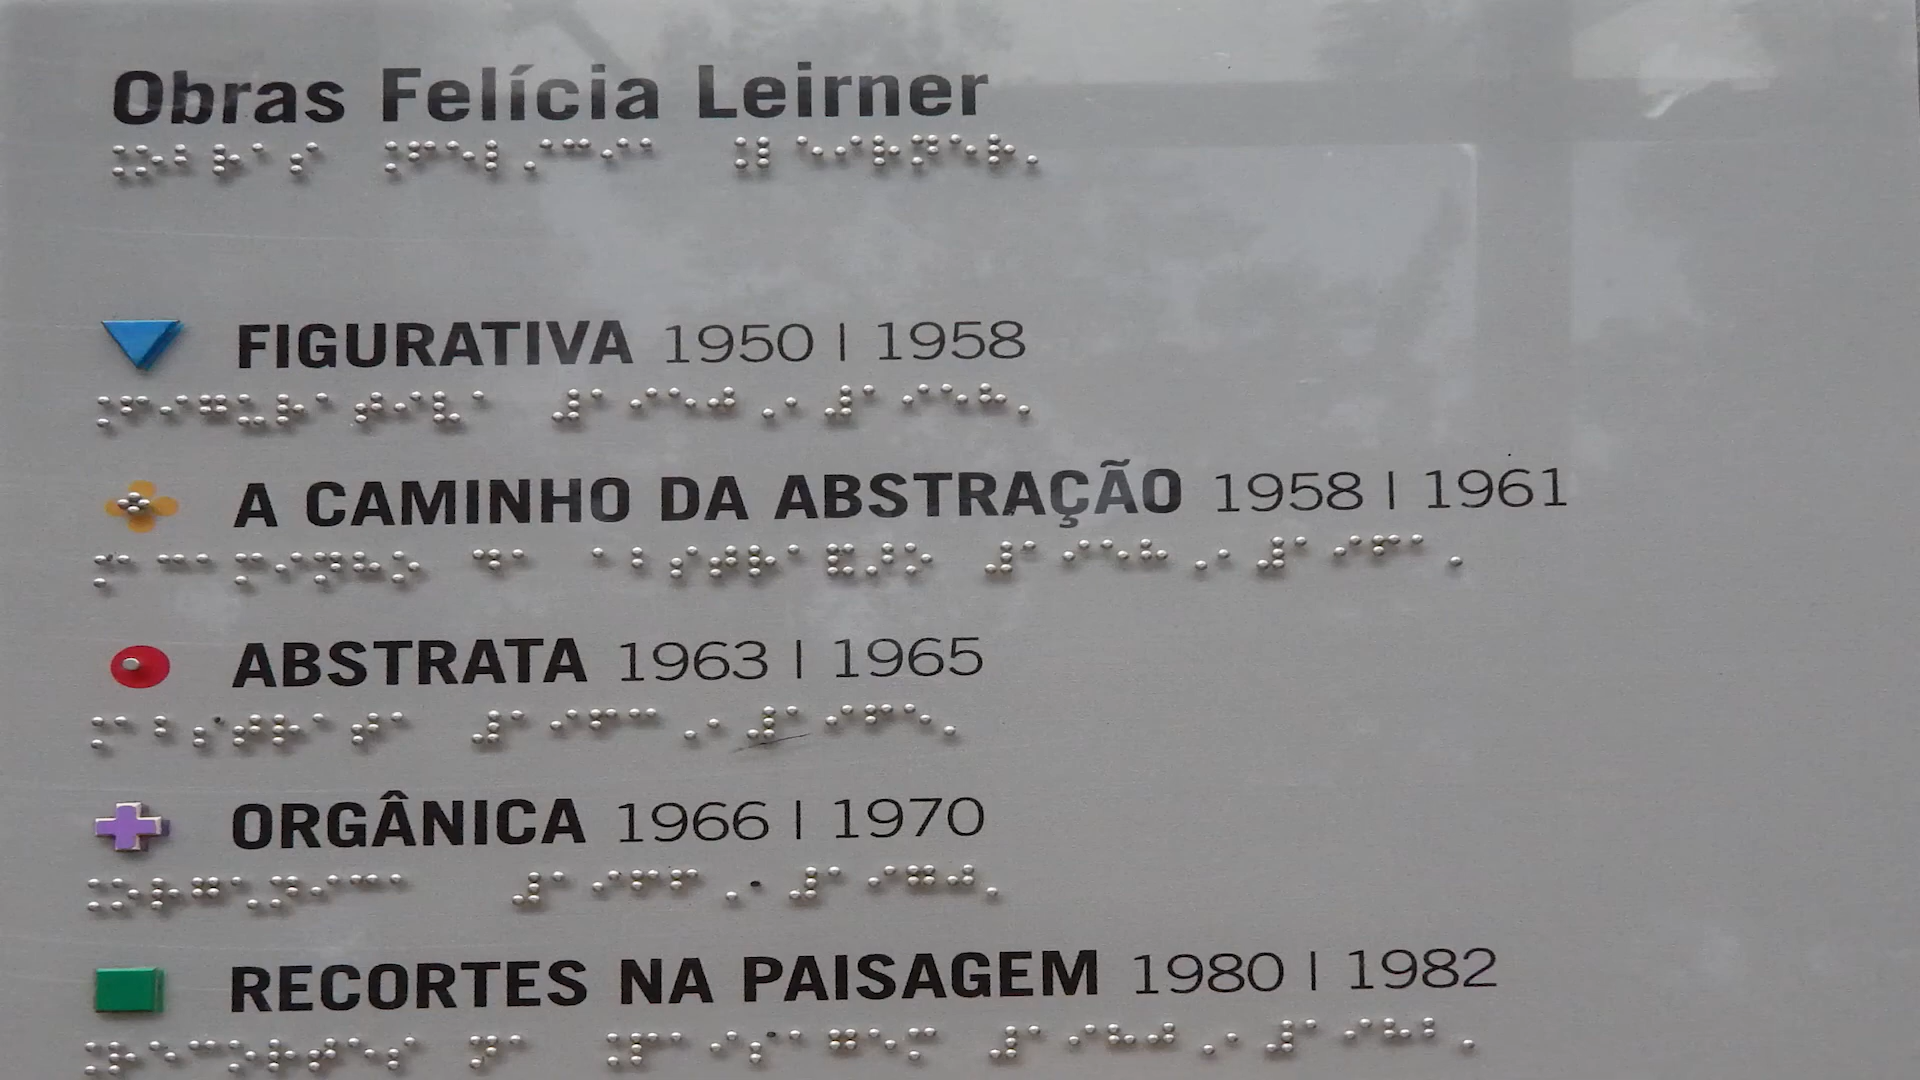 Obras Felícia Leirner
FIGURATIVA 1950 | 1958
A CAMINHO DA ABSTRAÇÃO 1958 | 1961
ABSTRATA 1963 | 1965
ORGÂNICA 1966 | 1970
RECORTES NA PAISAGEM 1980 | 1982